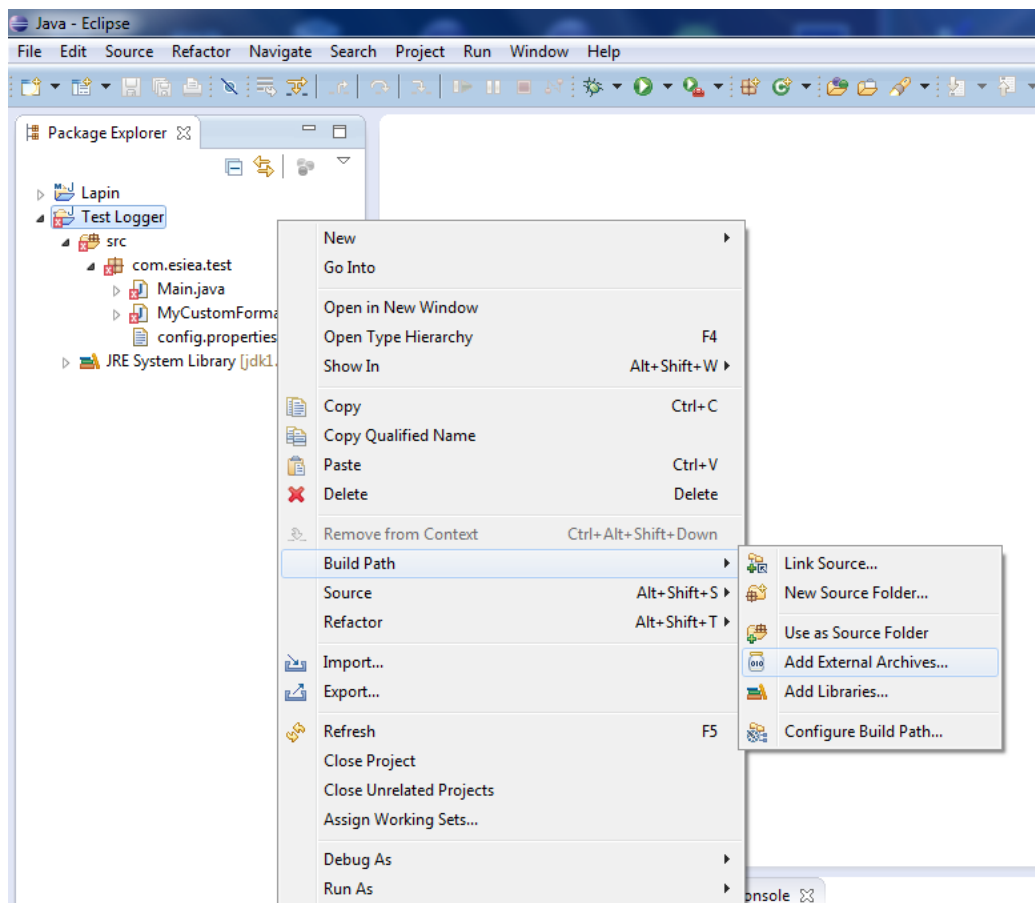 Java - Eclipse
File Edit Source Refactor Navigate Search Project Run Window Help
Package Explorer
Lapin
Test Logger
src
com.esiea.test
Main.java
MyCustomForma
config.properties
JRE System Library [jdk1.
New
Go Into
Open in New Window
Open Type Hierarchy F4
Show In Alt+Shift+W
Copy Ctrl+C
Copy Qualified Name
Paste Ctrl+V
Delete Delete
Remove from Context Ctrl+Alt+Shift+Down
Build Path
Source Alt+Shift+S
Refactor Alt+Shift+T
Import...
Export...
Refresh F5
Close Project
Close Unrelated Projects
Assign Working Sets...
Debug As
Run As
Link Source...
New Source Folder...
Use as Source Folder
Add External Archives...
Add Libraries...
Configure Build Path...
onsole